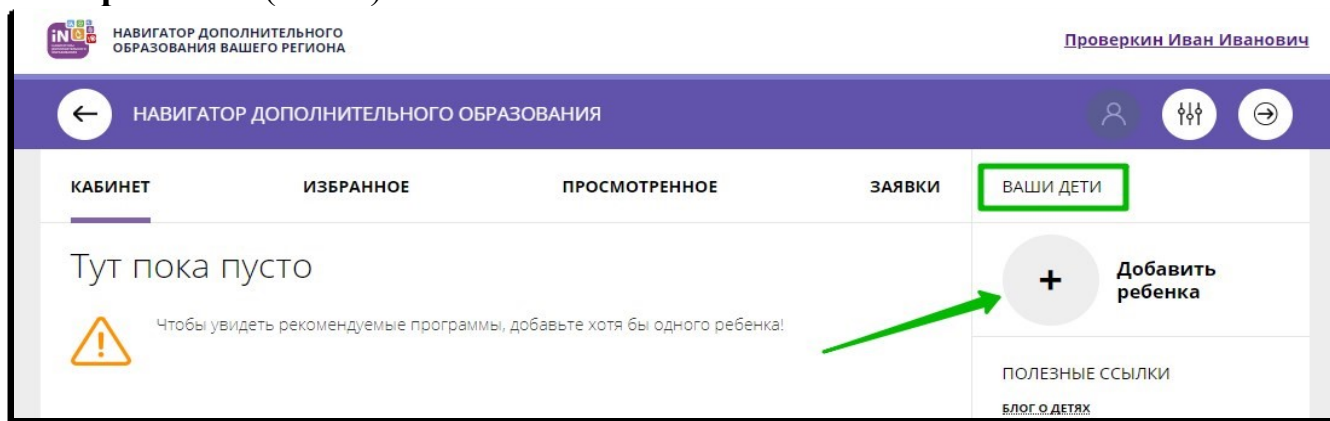 НАВИГАТОР ДОПОЛНИТЕЛЬНОГО
ОБРАЗОВАНИЯ ВАШЕГО РЕГИОНА
Проверкин Иван Иванович
НАВИГАТОР ДОПОЛНИТЕЛЬНОГО ОБРАЗОВАНИЯ
КАБИНЕТ ИЗБРАННОЕ ПРОСМОТРЕННОЕ ЗАЯВКИ ВАШИ ДЕТИ
Тут пока пусто
Чтобы увидеть рекомендуемые программы, добавьте хотя бы одного ребенка!
+ Добавить
ребенка
ПОЛЕЗНЫЕ ССЫЛКИ
БЛОГ О ДЕТЯХ